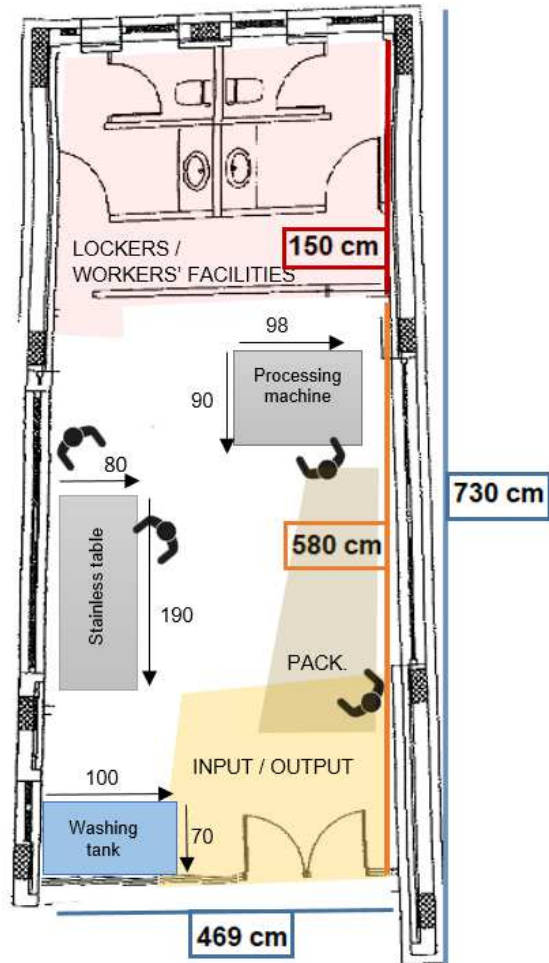 LOCKERS /
WORKERS' FACILITIES
150 cm
98
Processing
machine
90
80
730 cm
580 cm
Stainless table
190
PACK.
INPUT / OUTPUT
100
Washing
tank
70
469 cm